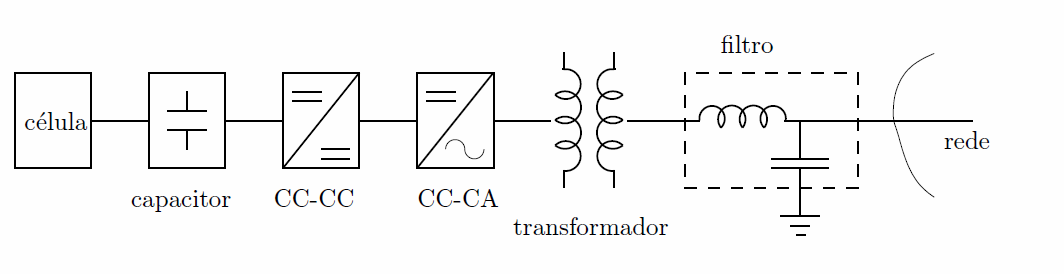 filtro
célula
rede
capacitor
CC-CC
CC-CA
transformador